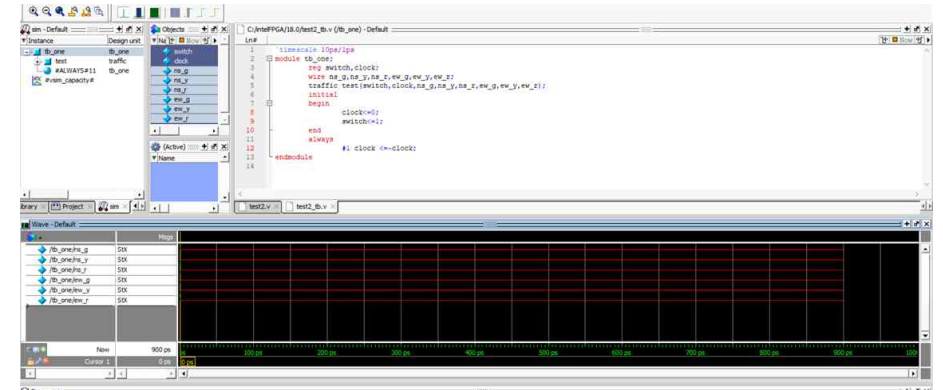 sim - Default
Instance
Design unit
tb_one
tb_one
test
traffic
#ALWAYS#11
tb_one
#vsim_capacity#
Objects
switch
clock
ns_g
ns_y
ns_r
ew_g
ew_y
ew_r
(Active)
Name
C:/intelFPGA/18.0/test2_tb.v (/tb_one) - Default
Ln#
1 `timescale 10ps/1ps
2 module tb_one;
3 reg switch,clock;
4 wire ns_g,ns_y,ns_r,ew_g,ew_y,ew_r;
5 traffic test(switch,clock,ns_g,ns_y,ns_r,ew_g,ew_y,ew_r);
6 initial
7 begin
8 clock<=0;
9 switch<=1;
10 end
11 always
12 #1 clock <=~clock;
13 endmodule
14
Project
sim
test2.v
test2_tb.v
Wave - Default
Msgs
/tb_one/ns_g StX
/tb_one/ns_y StX
/tb_one/ns_r StX
/tb_one/ew_g StX
/tb_one/ew_y StX
/tb_one/ew_r StX
Now 900 ps
100 ps 200 ps 300 ps 400 ps 500 ps 600 ps 700 ps 800 ps 900 ps
Cursor 1 0 ps 0 ps